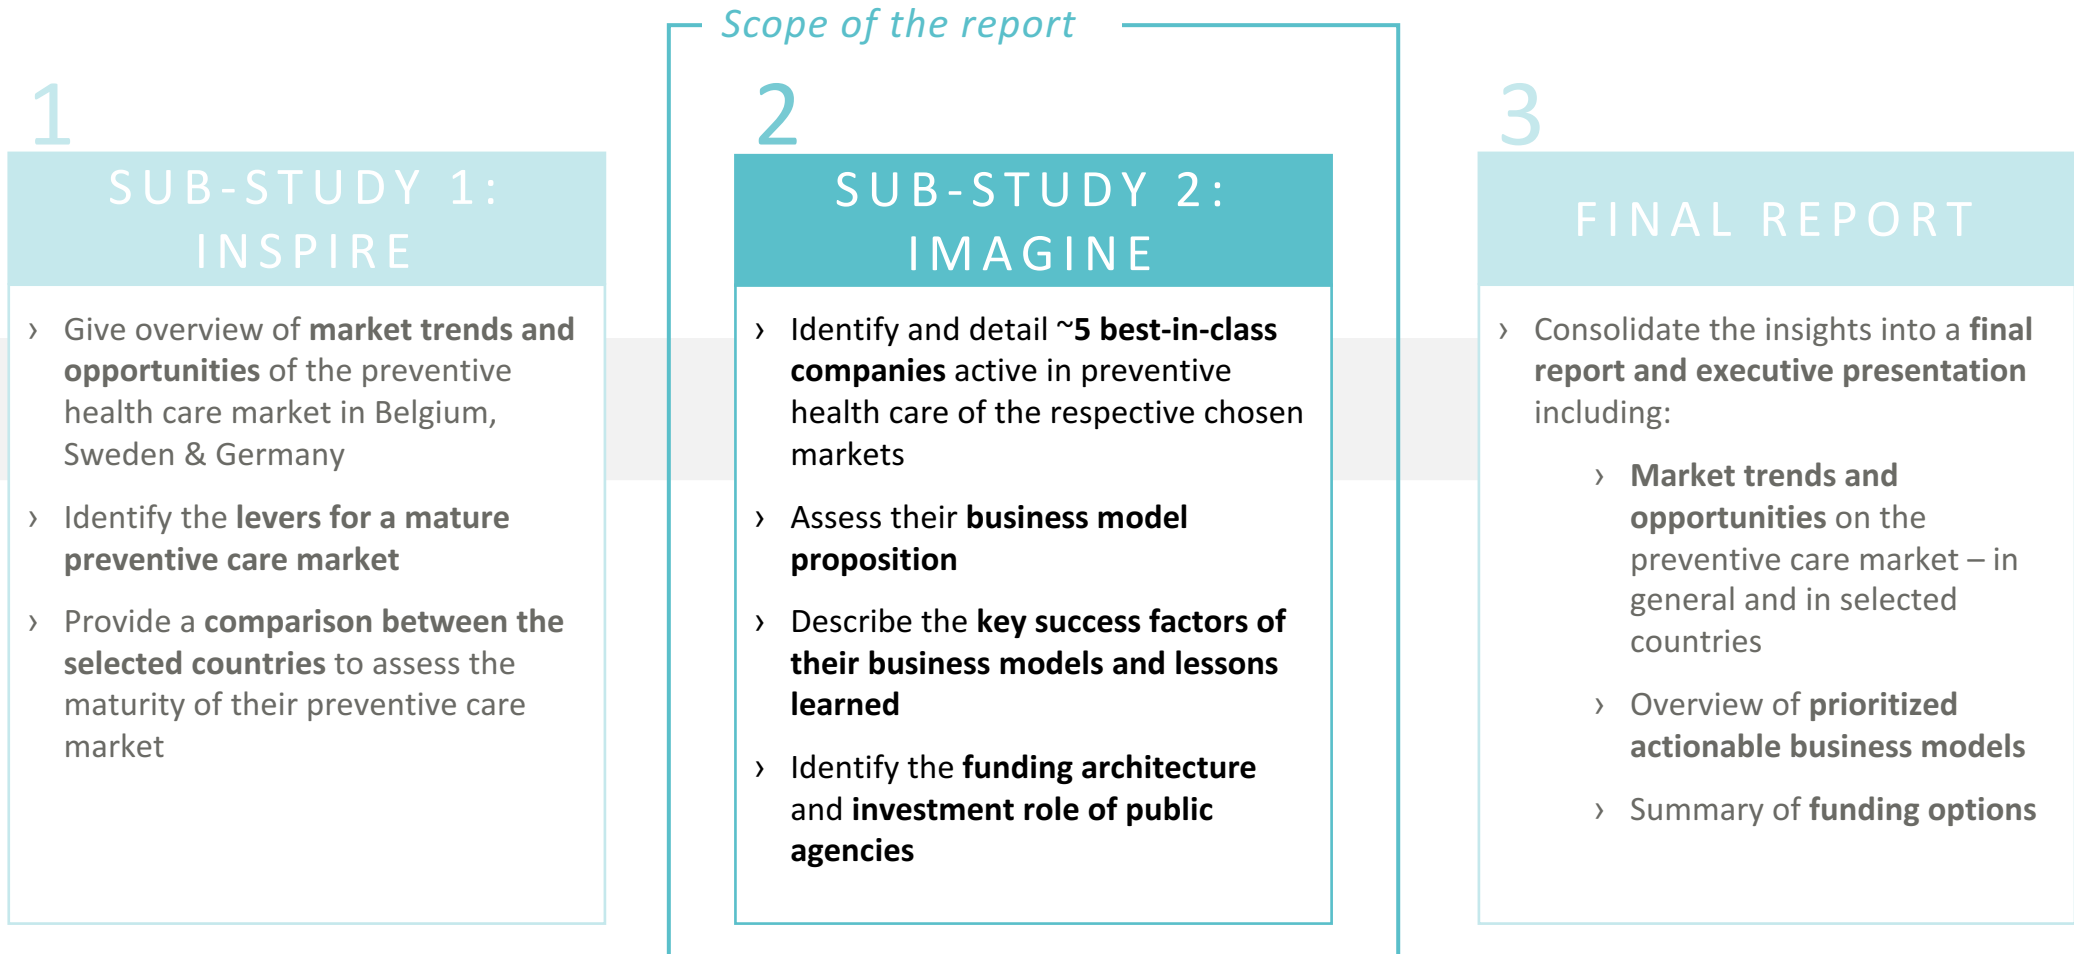 Scope of the report
1
SUB-STUDY 1:
INSPIRE
› Give overview of market trends and
opportunities of the preventive
health care market in Belgium,
Sweden & Germany
› Identify the levers for a mature
preventive care market
› Provide a comparison between the
selected countries to assess the
maturity of their preventive care
market
2
SUB-STUDY 2:
IMAGINE
› Identify and detail ~5 best-in-class
companies active in preventive
health care of the respective chosen
markets
› Assess their business model
proposition
› Describe the key success factors of
their business models and lessons
learned
› Identify the funding architecture
and investment role of public
agencies
3
FINAL REPORT
› Consolidate the insights into a final
report and executive presentation
including:
› Market trends and
opportunities on the
preventive care market – in
general and in selected
countries
› Overview of prioritized
actionable business models
› Summary of funding options